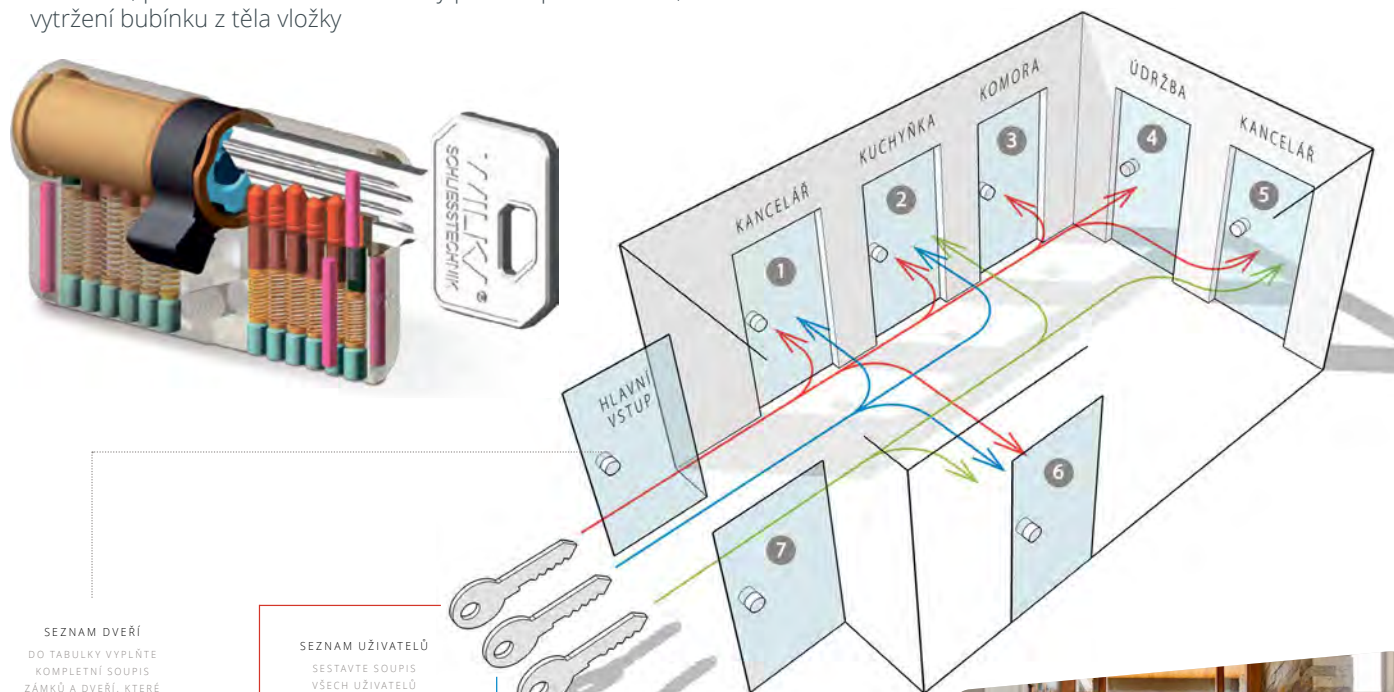 vytržení bubínku z těla vložky
WILKA®
SCHLIESSTECHNIK
KANCELÁŘ
KUCHYŇKA
KOMORA
ÚDRŽBA
KANCELÁŘ
1
2
3
4
5
HLAVNÍ
VSTUP
6
7
SEZNAM DVEŘÍ
DO TABULKY VYPLŇTE
KOMPLETNÍ SOUPIS
ZÁMKŮ A DVEŘÍ, KTERÉ
SEZNAM UŽIVATELŮ
SESTAVTE SOUPIS
VŠECH UŽIVATELŮ